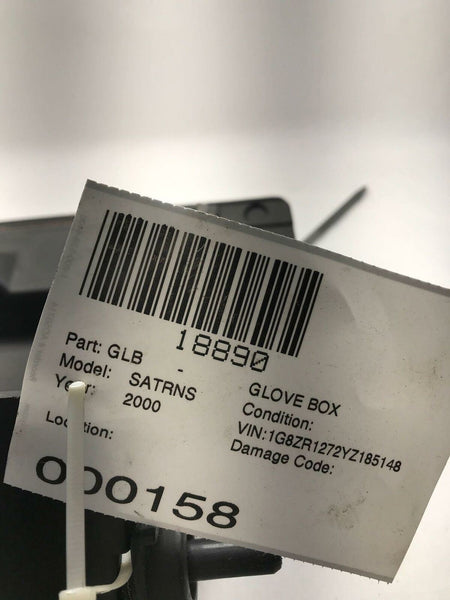 18890
Part: GLB - GLOVE BOX
Model: SATRNS Condition:
Year: 2000 VIN:1G8ZR1272YZ185148
Location: Damage Code:
000158